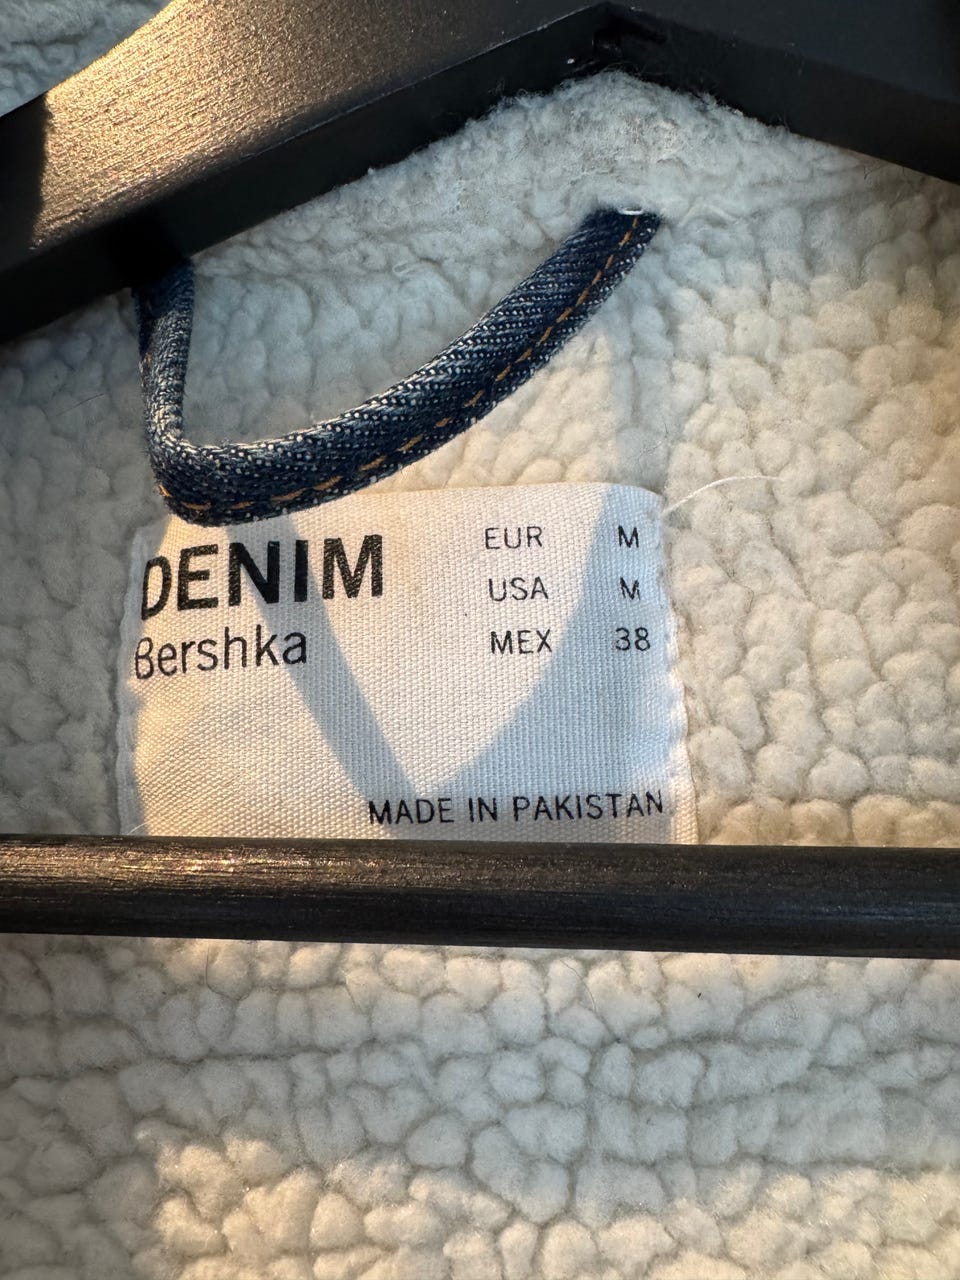 DENIM
Bershka
EUR M
USA M
MEX 38
MADE IN PAKISTAN